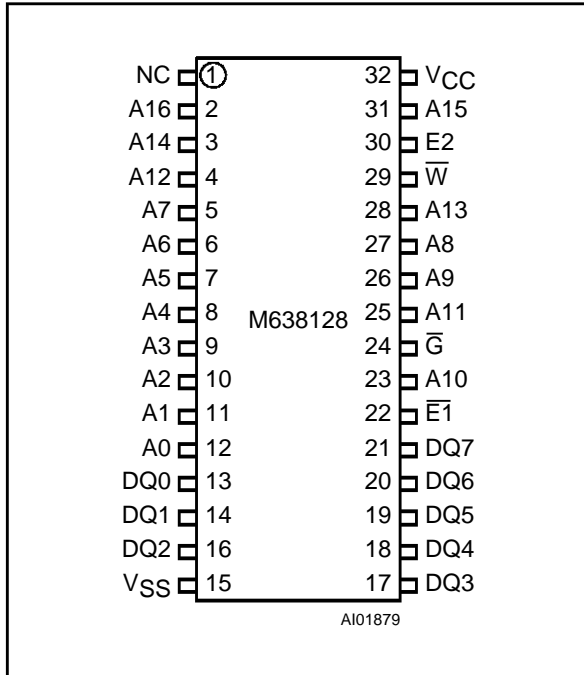 NC 1 32 VCC
A16 2 31 A15
A14 3 30 E2
A12 4 29 W̅
A7 5 28 A13
A6 6 27 A8
A5 7 26 A9
A4 8 M638128 25 A11
A3 9 24 G̅
A2 10 23 A10
A1 11 22 E̅1̅
A0 12 21 DQ7
DQ0 13 20 DQ6
DQ1 14 19 DQ5
DQ2 16 18 DQ4
VSS 15 17 DQ3
AI01879